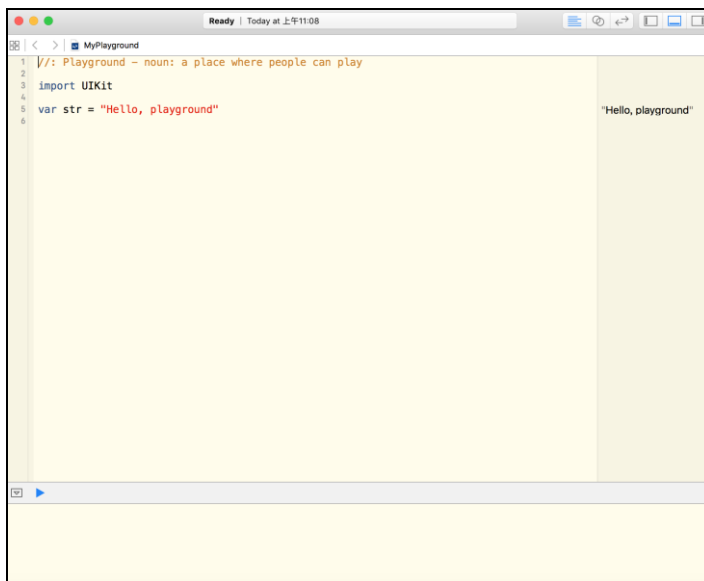 Ready | Today at 上午11:08
MyPlayground
1 //: Playground – noun: a place where people can play
2
3 import UIKit
4
5 var str = "Hello, playground" "Hello, playground"
6